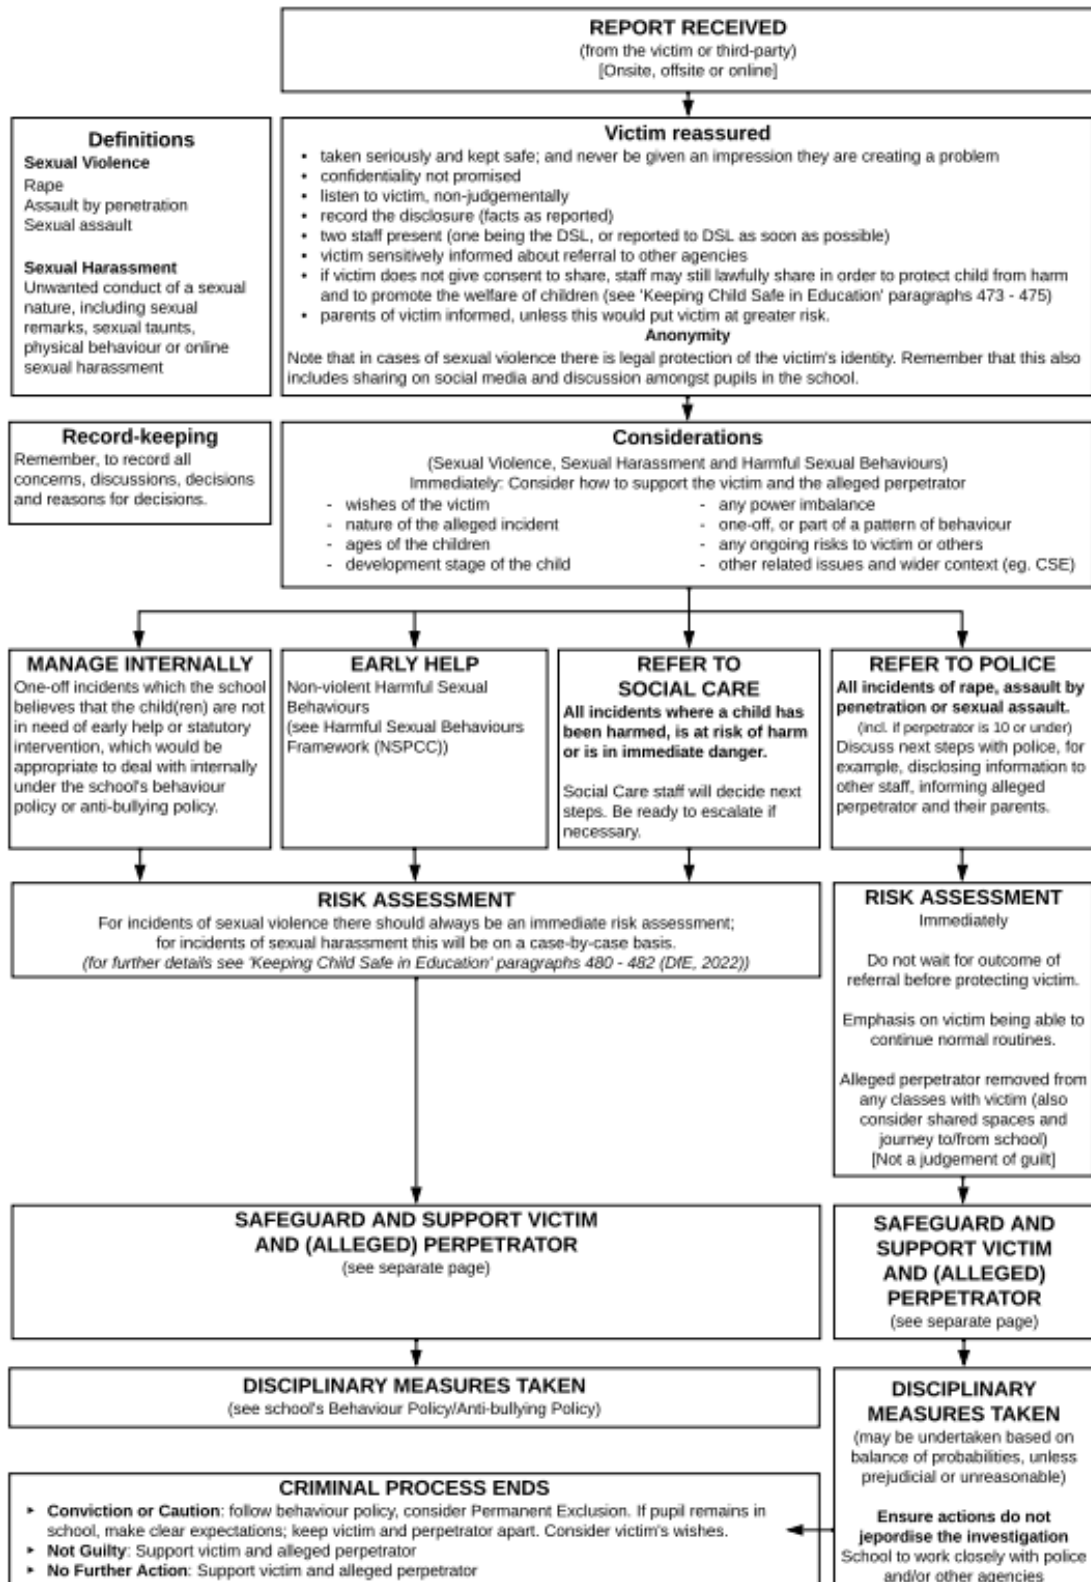 REPORT RECEIVED
(from the victim or third-party)
[Onsite, offsite or online]
Definitions
Sexual Violence
Rape
Assault by penetration
Sexual assault
Sexual Harassment
Unwanted conduct of a sexual
nature, including sexual
remarks, sexual taunts,
physical behaviour or online
sexual harassment
Victim reassured
• taken seriously and kept safe; and never be given an impression they are creating a problem
• confidentiality not promised
• listen to victim, non-judgementally
• record the disclosure (facts as reported)
• two staff present (one being the DSL, or reported to DSL as soon as possible)
• victim sensitively informed about referral to other agencies
• if victim does not give consent to share, staff may still lawfully share in order to protect child from harm
and to promote the welfare of children (see 'Keeping Child Safe in Education' paragraphs 473 - 475)
• parents of victim informed, unless this would put victim at greater risk.
Anonymity
Note that in cases of sexual violence there is legal protection of the victim's identity. Remember that this also
includes sharing on social media and discussion amongst pupils in the school.
Record-keeping
Remember, to record all
concerns, discussions, decisions
and reasons for decisions.
Considerations
(Sexual Violence, Sexual Harassment and Harmful Sexual Behaviours)
Immediately: Consider how to support the victim and the alleged perpetrator
- wishes of the victim
- nature of the alleged incident
- ages of the children
- development stage of the child
- any power imbalance
- one-off, or part of a pattern of behaviour
- any ongoing risks to victim or others
- other related issues and wider context (eg. CSE)
MANAGE INTERNALLY
One-off incidents which the school
believes that the child(ren) are not
in need of early help or statutory
intervention, which would be
appropriate to deal with internally
under the school's behaviour
policy or anti-bullying policy.
EARLY HELP
Non-violent Harmful Sexual
Behaviours
(see Harmful Sexual Behaviours
Framework (NSPCC))
REFER TO
SOCIAL CARE
All incidents where a child has
been harmed, is at risk of harm
or is in immediate danger.
Social Care staff will decide next
steps. Be ready to escalate if
necessary.
REFER TO POLICE
All incidents of rape, assault by
penetration or sexual assault.
(incl. if perpetrator is 10 or under)
Discuss next steps with police, for
example, disclosing information to
other staff, informing alleged
perpetrator and their parents.
RISK ASSESSMENT
For incidents of sexual violence there should always be an immediate risk assessment;
for incidents of sexual harassment this will be on a case-by-case basis.
(for further details see 'Keeping Child Safe in Education' paragraphs 480 - 482 (DfE, 2022))
RISK ASSESSMENT
Immediately
Do not wait for outcome of
referral before protecting victim.
Emphasis on victim being able to
continue normal routines.
Alleged perpetrator removed from
any classes with victim (also
consider shared spaces and
journey to/from school)
[Not a judgement of guilt]
SAFEGUARD AND SUPPORT VICTIM
AND (ALLEGED) PERPETRATOR
(see separate page)
SAFEGUARD AND
SUPPORT VICTIM
AND (ALLEGED)
PERPETRATOR
(see separate page)
DISCIPLINARY MEASURES TAKEN
(see school's Behaviour Policy/Anti-bullying Policy)
DISCIPLINARY
MEASURES TAKEN
(may be undertaken based on
balance of probabilities, unless
prejudicial or unreasonable)
Ensure actions do not
jepordise the investigation
School to work closely with police
and/or other agencies
CRIMINAL PROCESS ENDS
▸ Conviction or Caution: follow behaviour policy, consider Permanent Exclusion. If pupil remains in
school, make clear expectations; keep victim and perpetrator apart. Consider victim's wishes.
▸ Not Guilty: Support victim and alleged perpetrator
▸ No Further Action: Support victim and alleged perpetrator